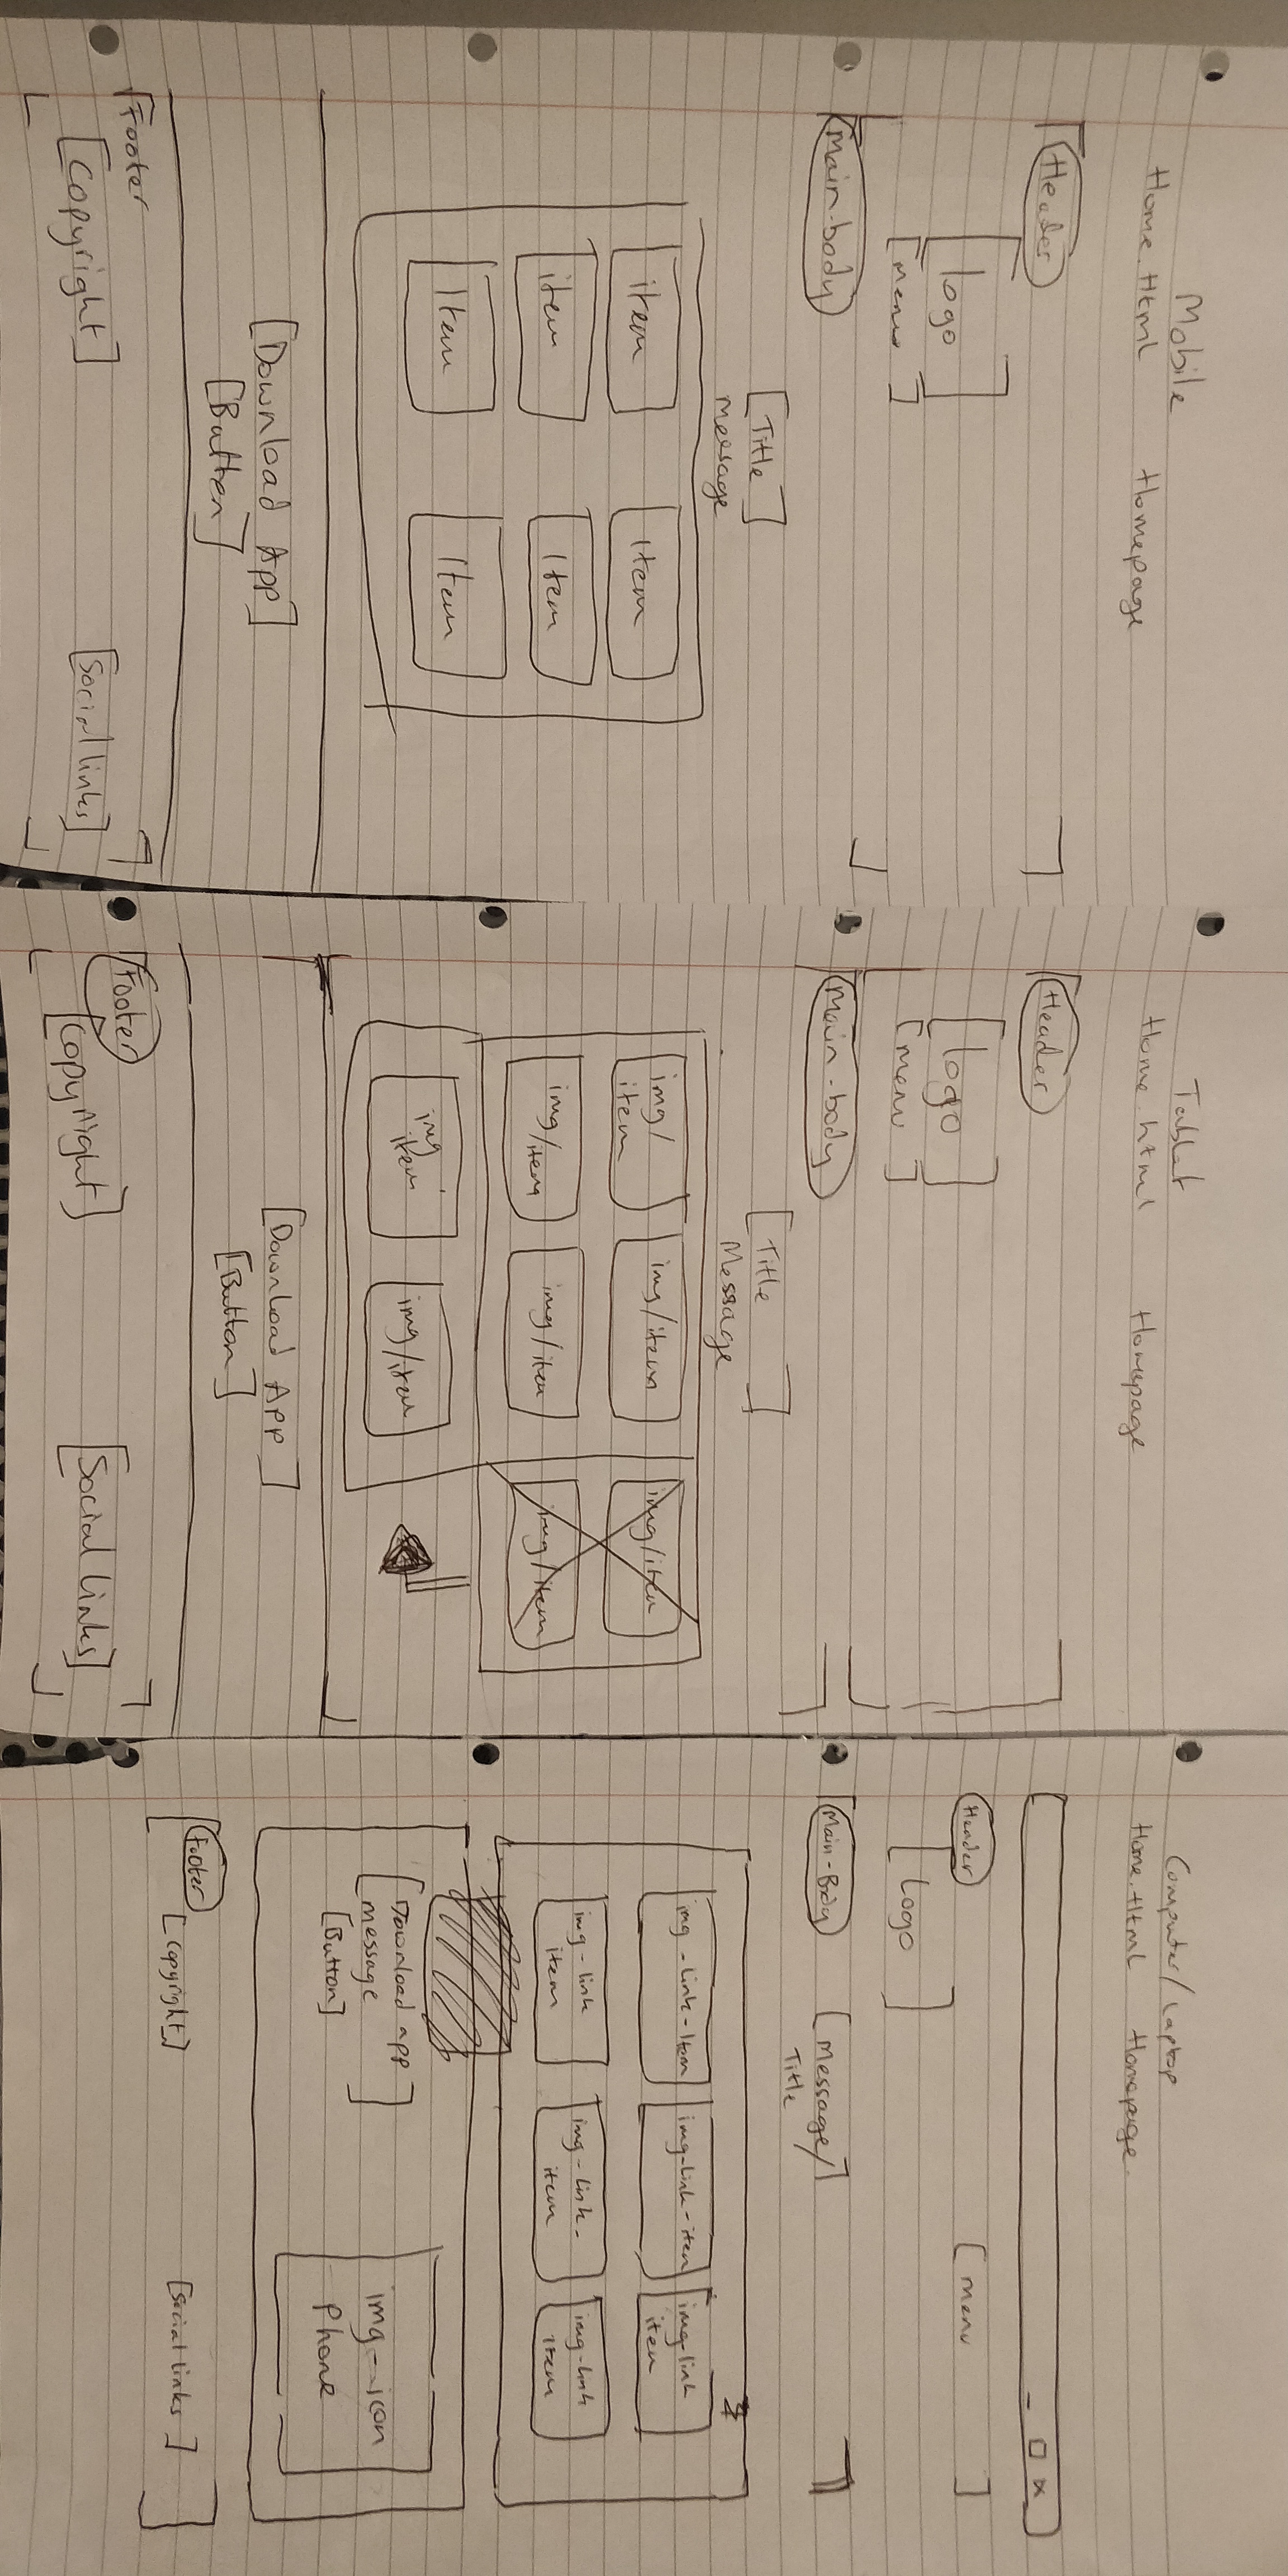 Mobile
Home.Html Homepage
Header
logo
[menu]
Main-body
[Title]
message
item Item
item Item
Item Item
[Download App]
[Button]
Footer
[Copyright] [Social links]
Tablet
Home.html Homepage
Header
logo
[menu]
Main-body
[Title]
Message
img/ item img/item img/item
img/item img/item img/item
img item img/item
[Download App]
[Button]
Footer
[Copyright] [Social links]
Computer/Laptop
Home.Html Homepage
Header [menu]
Logo
Main-Body [Message/]
Title
img-link-Item img-link-item img-link item
img-link item img-link-item img-link Item
[Download app
message]
[Button]
img-icon
Phone
Footer
[Copyright] [Social links]